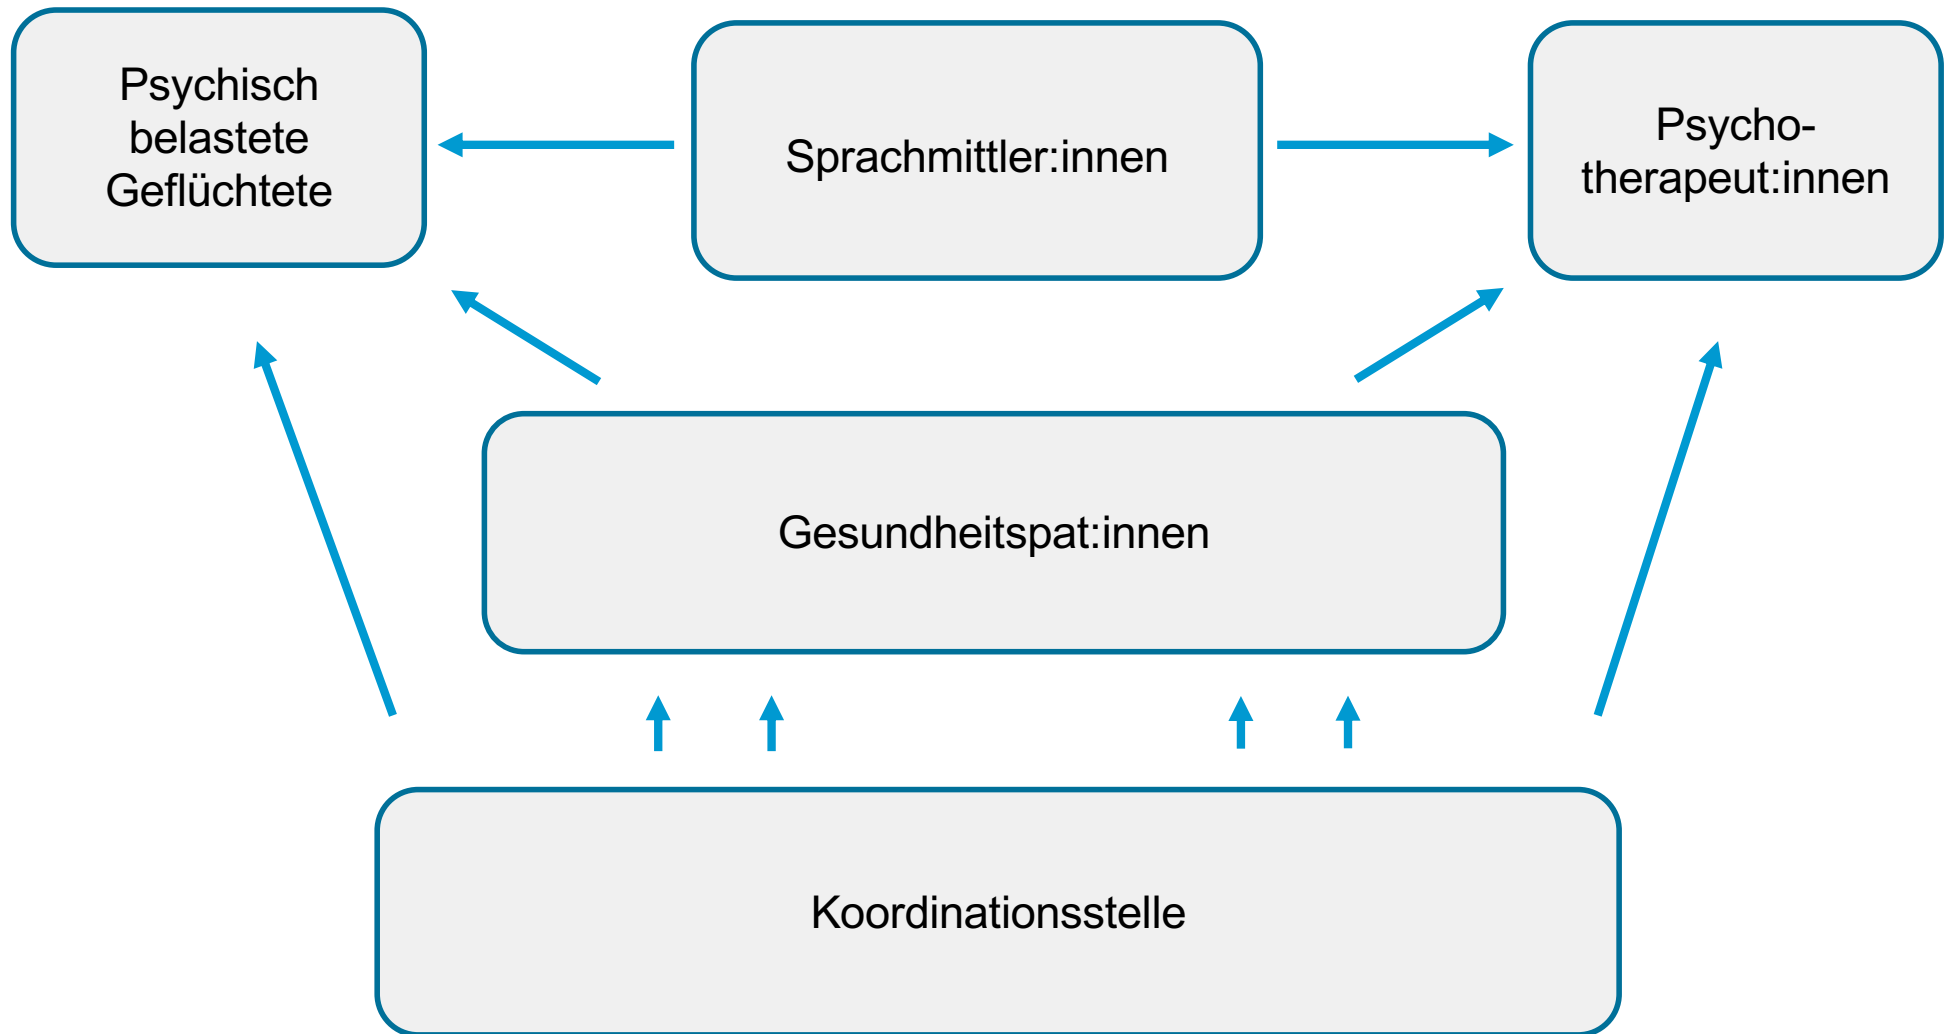 Psychisch
belastete
Geflüchtete
Sprachmittler:innen
Psycho-
therapeut:innen
Gesundheitspat:innen
Koordinationsstelle